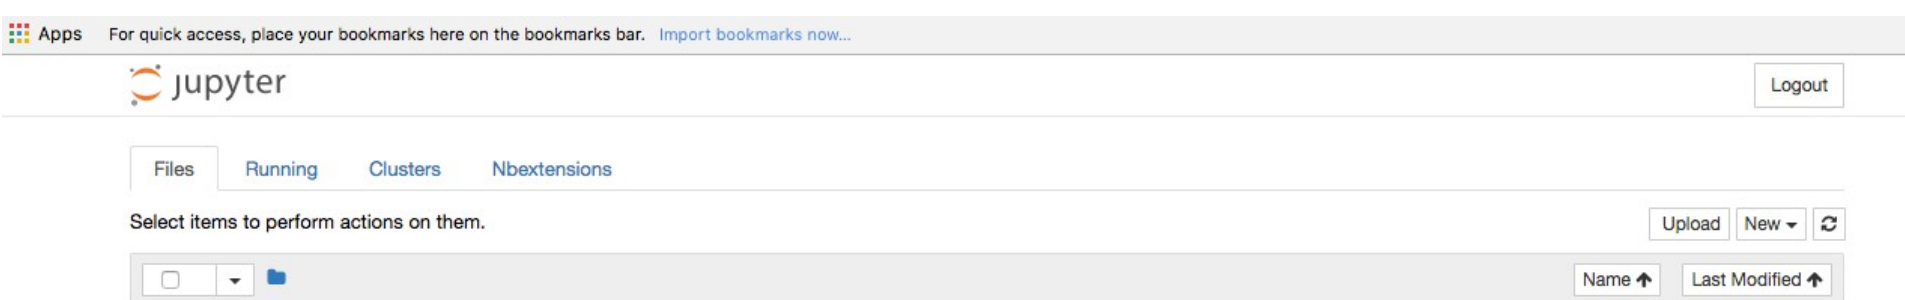 Apps For quick access, place your bookmarks here on the bookmarks bar. Import bookmarks now...
jupyter Logout
Files Running Clusters Nbextensions
Select items to perform actions on them. Upload New
Name Last Modified